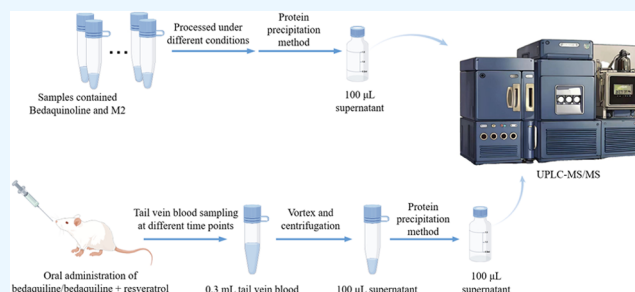 Processed under
different conditions
Protein
precipitation
method
Samples contained
Bedaquinoline and M2
100 μL
supernatant
UPLC-MS/MS
Tail vein blood sampling
at different time points
Vortex and
centrifugation
Protein
precipitation
method
Oral administration of
bedaquiline/bedaquiline + resveratrol
0.3 mL tail vein blood
100 μL supernatant
100 μL
supernatant